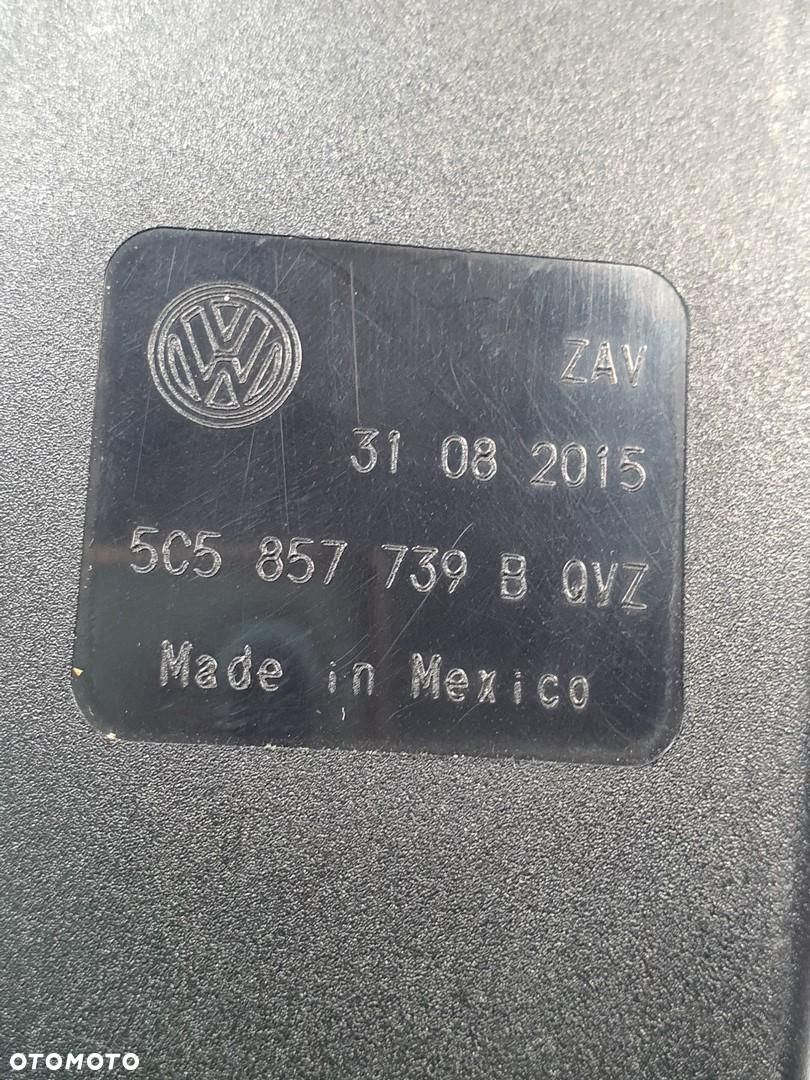 ZAV
31 08 2015
5C5 857 739 B QVZ
Made in Mexico
OTOMOTO